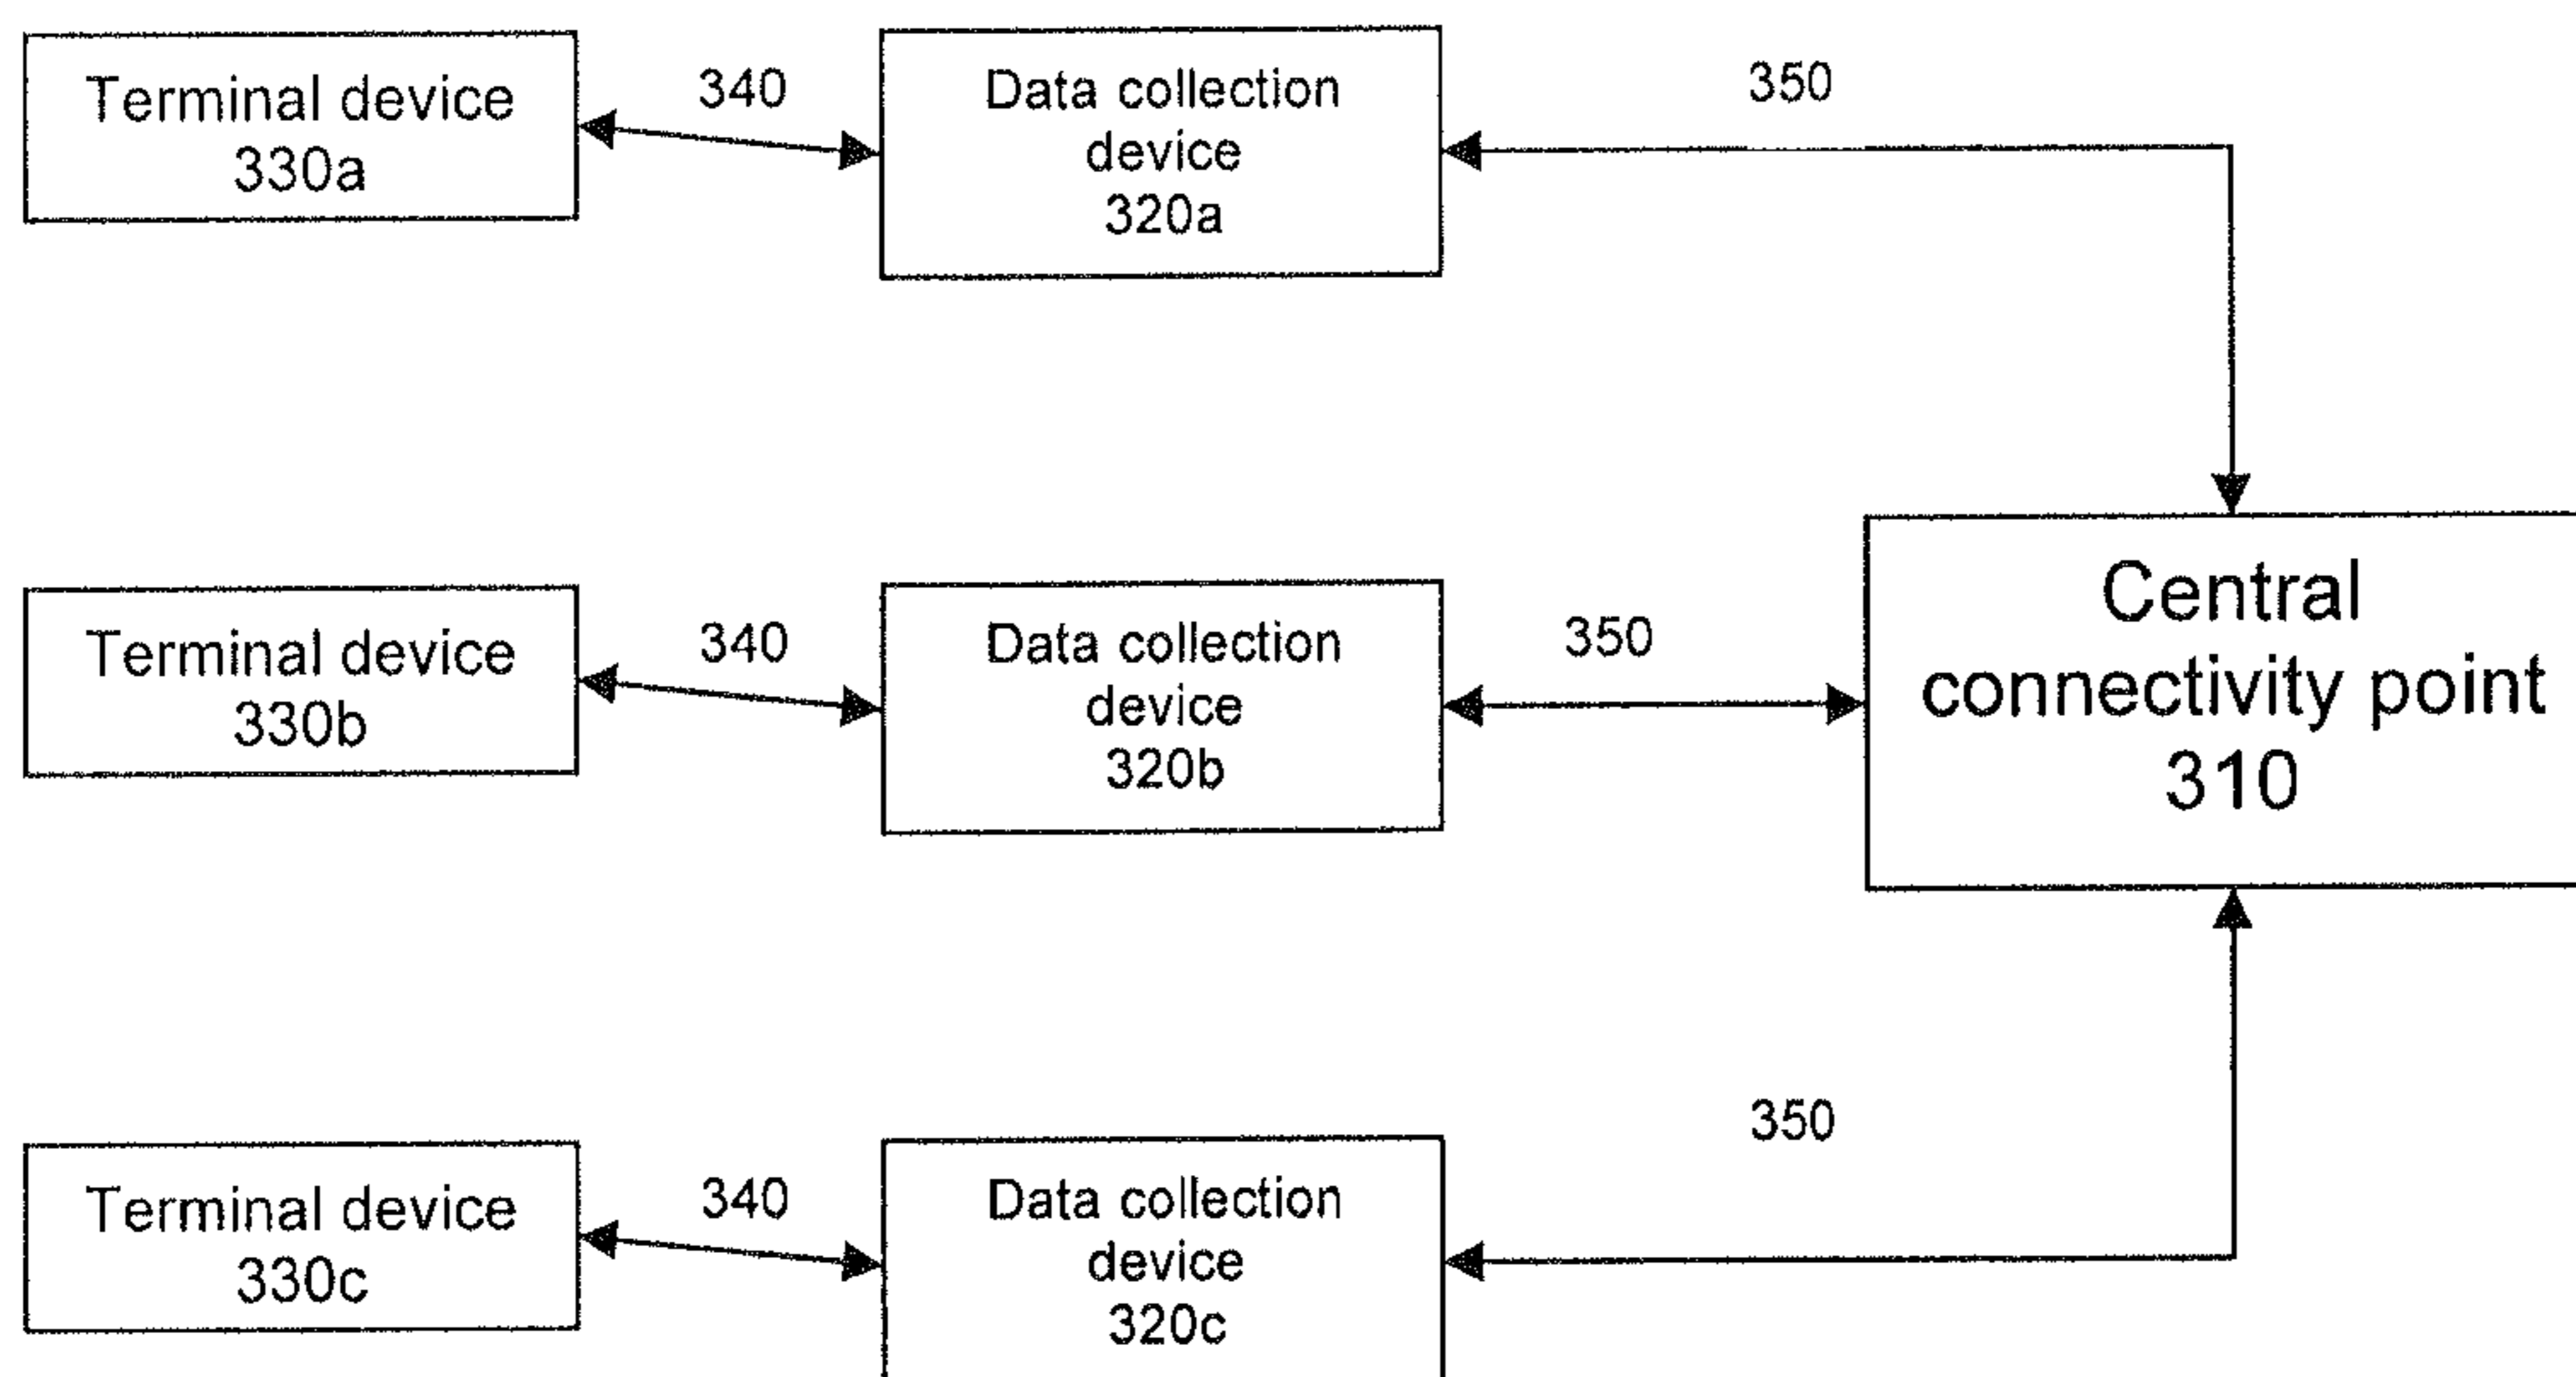 Terminal device
330a
340
Data collection
device
320a
350
Terminal device
330b
340
Data collection
device
320b
350
Central
connectivity point
310
Terminal device
330c
340
Data collection
device
320c
350